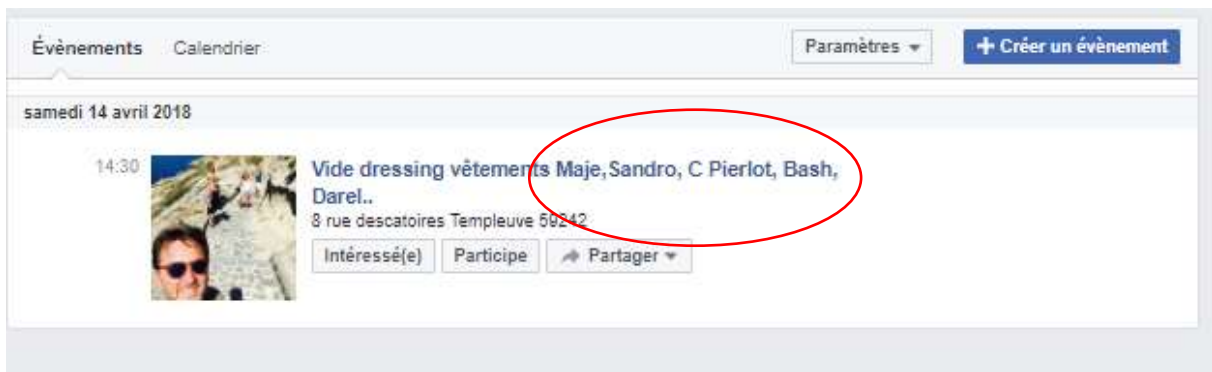 Évènements Calendrier Paramètres + Créer un évènement
samedi 14 avril 2018
14:30 Vide dressing vêtements Maje,Sandro, C Pierlot, Bash,
Darel..
8 rue descatoires Templeuve 59242
Intéressé(e) Participe Partager